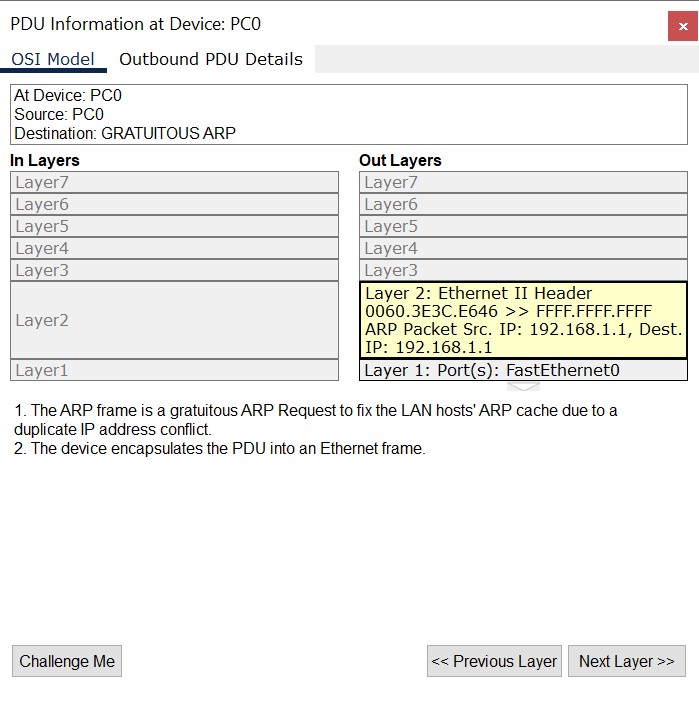 PDU Information at Device: PC0
x
OSI Model Outbound PDU Details
At Device: PC0
Source: PC0
Destination: GRATUITOUS ARP
In Layers
Layer7
Layer6
Layer5
Layer4
Layer3
Layer2
Layer1
Out Layers
Layer7
Layer6
Layer5
Layer4
Layer3
Layer 2: Ethernet II Header
0060.3E3C.E646 >> FFFF.FFFF.FFFF
ARP Packet Src. IP: 192.168.1.1, Dest.
IP: 192.168.1.1
Layer 1: Port(s): FastEthernet0
1. The ARP frame is a gratuitous ARP Request to fix the LAN hosts' ARP cache due to a
duplicate IP address conflict.
2. The device encapsulates the PDU into an Ethernet frame.
Challenge Me
<< Previous Layer
Next Layer >>